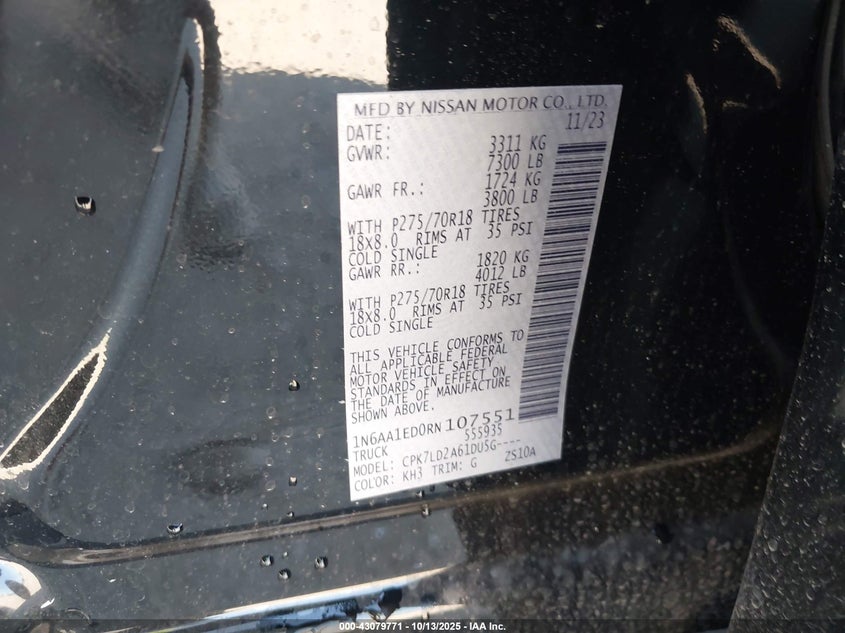 MFD BY NISSAN MOTOR CO., LTD.
DATE: 11/23
GVWR: 3311 KG
7300 LB
GAWR FR.: 1724 KG
3800 LB
WITH P275/70R18 TIRES
18X8.0 RIMS AT 35 PSI
COLD SINGLE
GAWR RR.: 1820 KG
4012 LB
WITH P275/70R18 TIRES
18X8.0 RIMS AT 35 PSI
COLD SINGLE
THIS VEHICLE CONFORMS TO
ALL APPLICABLE FEDERAL
MOTOR VEHICLE SAFETY
STANDARDS IN EFFECT ON
THE DATE OF MANUFACTURE
SHOWN ABOVE.
1N6AA1ED0RN107551
TRUCK 555935
MODEL: CPK7LD2A61DU5G----
COLOR: KH3 TRIM: G ZS10A
000-43079771 - 10/13/2025 - IAA Inc.